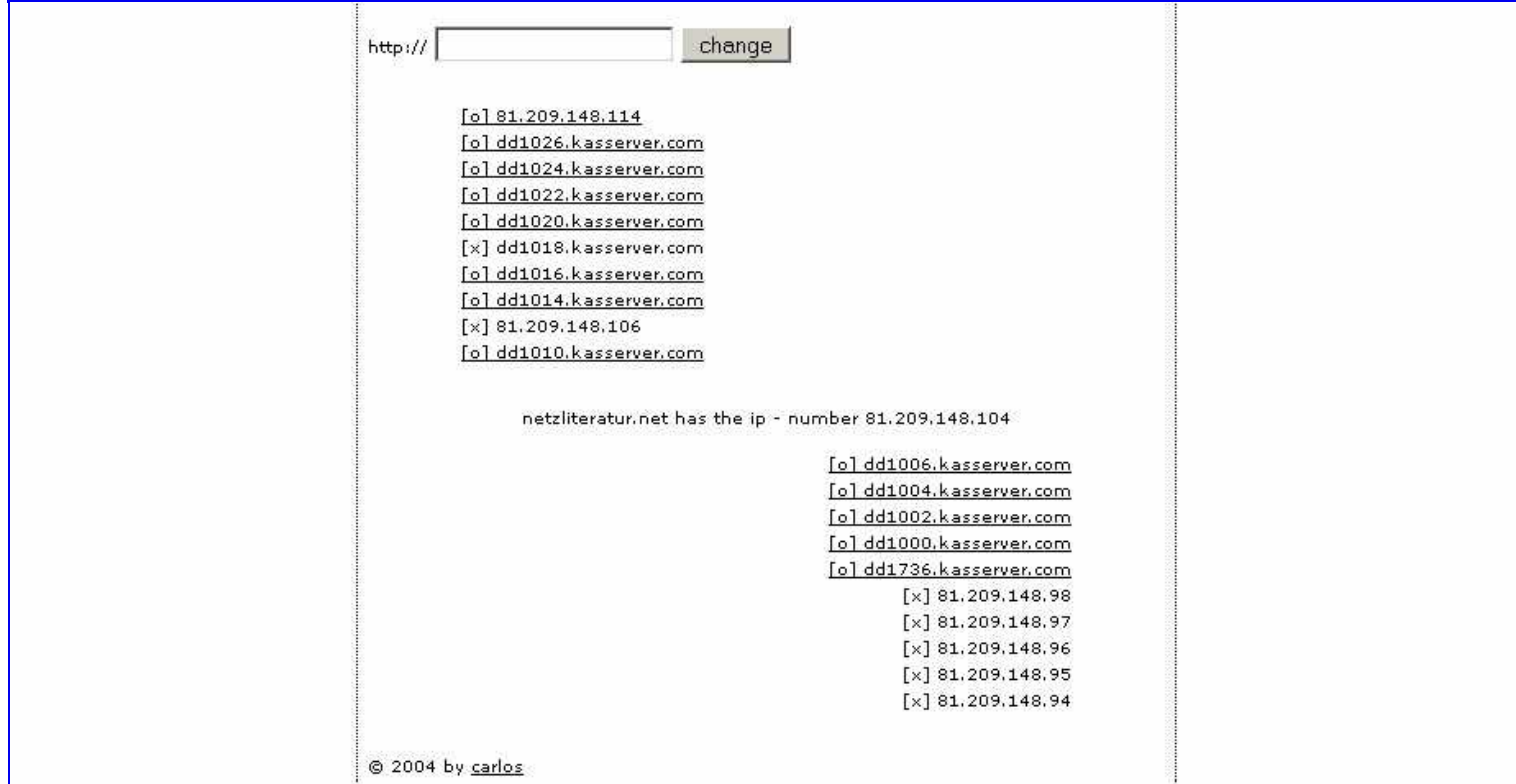 http:// change
[o] 81.209.148.114
[o] dd1026.kasserver.com
[o] dd1024.kasserver.com
[o] dd1022.kasserver.com
[o] dd1020.kasserver.com
[x] dd1018.kasserver.com
[o] dd1016.kasserver.com
[o] dd1014.kasserver.com
[x] 81.209.148.106
[o] dd1010.kasserver.com
netzliteratur.net has the ip - number 81.209.148.104
[o] dd1006.kasserver.com
[o] dd1004.kasserver.com
[o] dd1002.kasserver.com
[o] dd1000.kasserver.com
[o] dd1736.kasserver.com
[x] 81.209.148.98
[x] 81.209.148.97
[x] 81.209.148.96
[x] 81.209.148.95
[x] 81.209.148.94
© 2004 by carlos